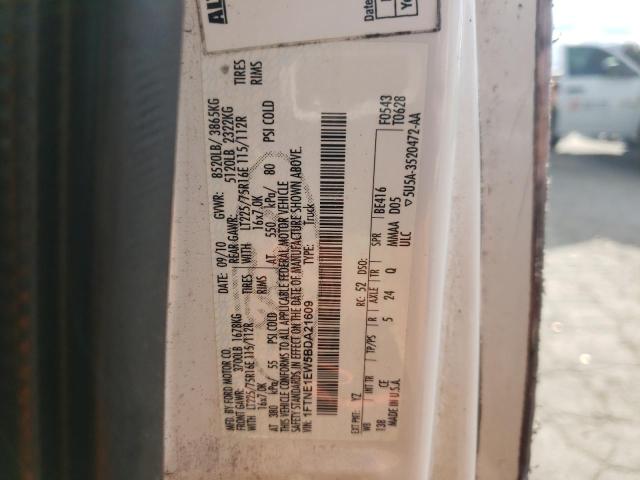 ALT
Date
MFD. BY FORD MOTOR CO.
DATE: 09/10 GVWR: 8520LB/ 3865KG
FRONT GAWR: 3700LB 1678KG REAR GAWR: 5120LB 2322KG
WITH LT225/75R16E 115/112R TIRES WITH LT225/75R16E 115/112R TIRES
16x7.0K RIMS 16x7.0K RIMS
AT 380 kPa/ 55 PSI COLD AT 550 kPa/ 80 PSI COLD
THIS VEHICLE CONFORMS TO ALL APPLICABLE FEDERAL MOTOR VEHICLE
SAFETY STANDARDS IN EFFECT ON THE DATE OF MANUFACTURE SHOWN ABOVE.
VIN: 1FTNE1EW5BDA21609 TYPE: Truck
EXT PNT: YZ RC: 52 DSO: F0543
WB INT TR TP/PS R AXLE TR SPR BE416 T0628
138 CE 5 24 Q MMAA D05
MADE IN U.S.A. ULC 5U5A-3520472-AA